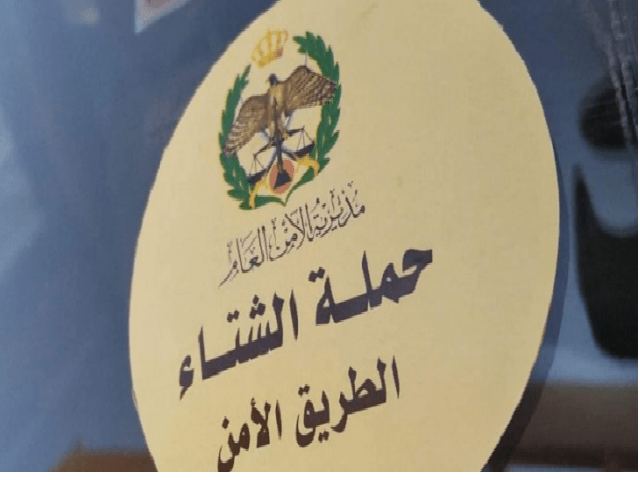 مديرية الأمن العام
حملة الشتاء
الطريق الأمن